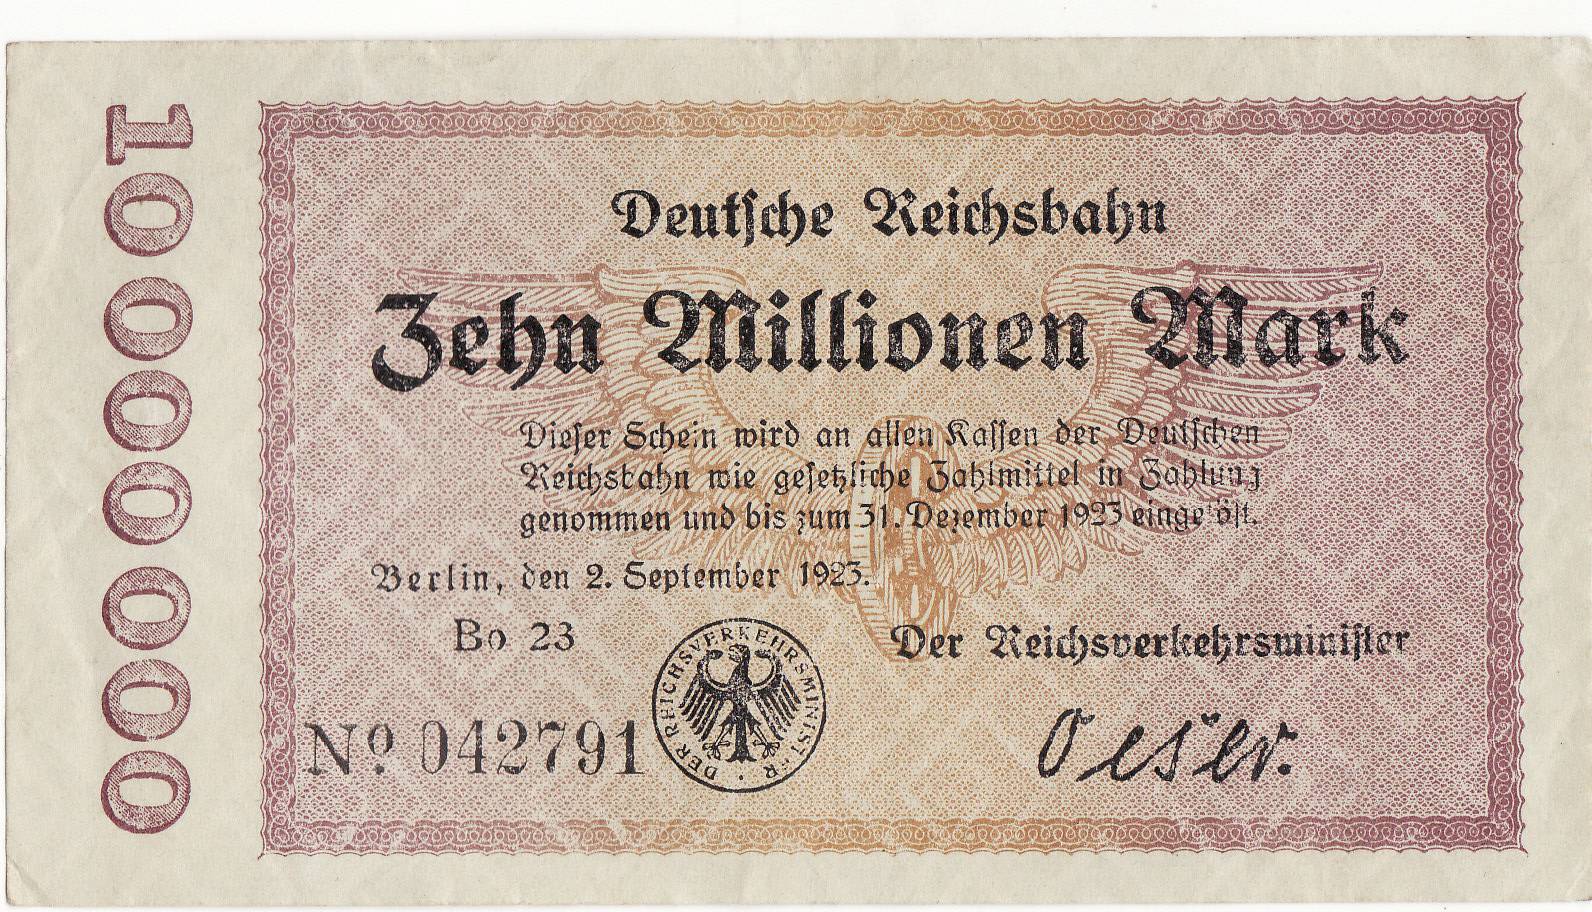 10000000
Deutsche Reichsbahn
Zehn Millionen Mark
Dieser Schein wird an allen Kassen der Deutschen
Reichsbahn wie gesetzliche Zahlmittel in Zahlung
genommen und bis zum 31. Dezember 1923 eingelöst.
Berlin, den 2. September 1923.
Bo 23
Der Reichsverkehrsminister
No. 042791
DER REICHSVERKEHRSMINISTER
Oeser.